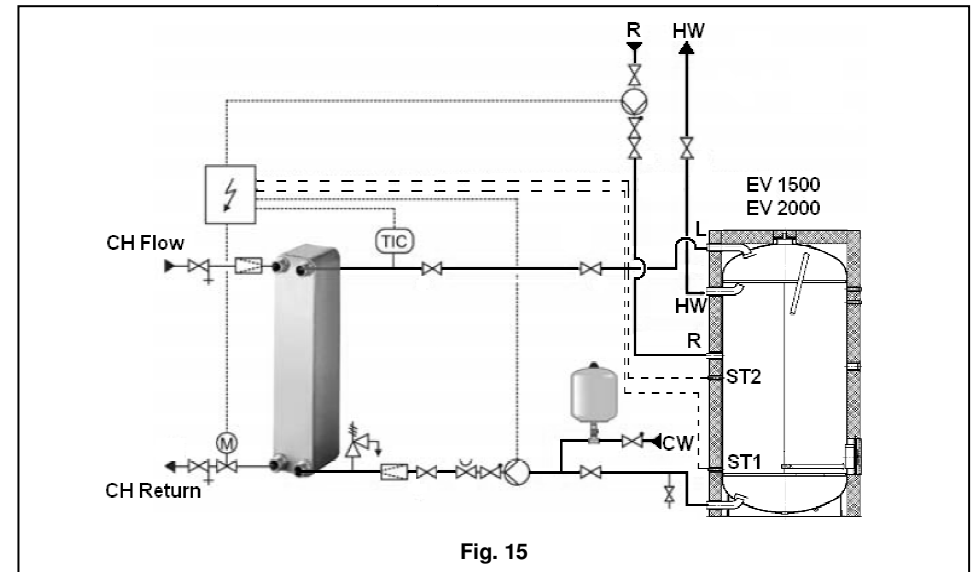 R
HW
EV 1500
EV 2000
L
TIC
CH Flow
HW
R
ST2
CW
M
ST1
CH Return
Fig. 15